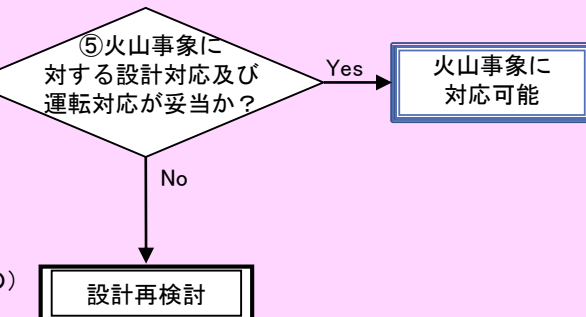 ⑤火山事象に
対する設計対応及び
運転対応が妥当か？
Yes
火山事象に
対応可能
No
設計再検討